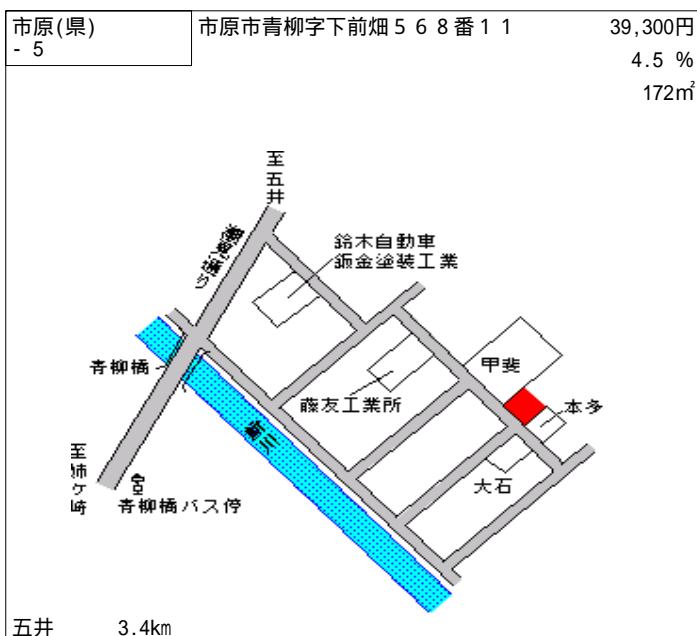 市原(県)
- 5
市原市青柳字下前畑５６８番１１
39,300円
4.5 %
172㎡
至五井
鈴木自動車
鈑金塗装工業
青柳橋
藤友工業所
甲斐
本多
大石
至姉ケ崎
青柳橋バス停
五井 3.4km